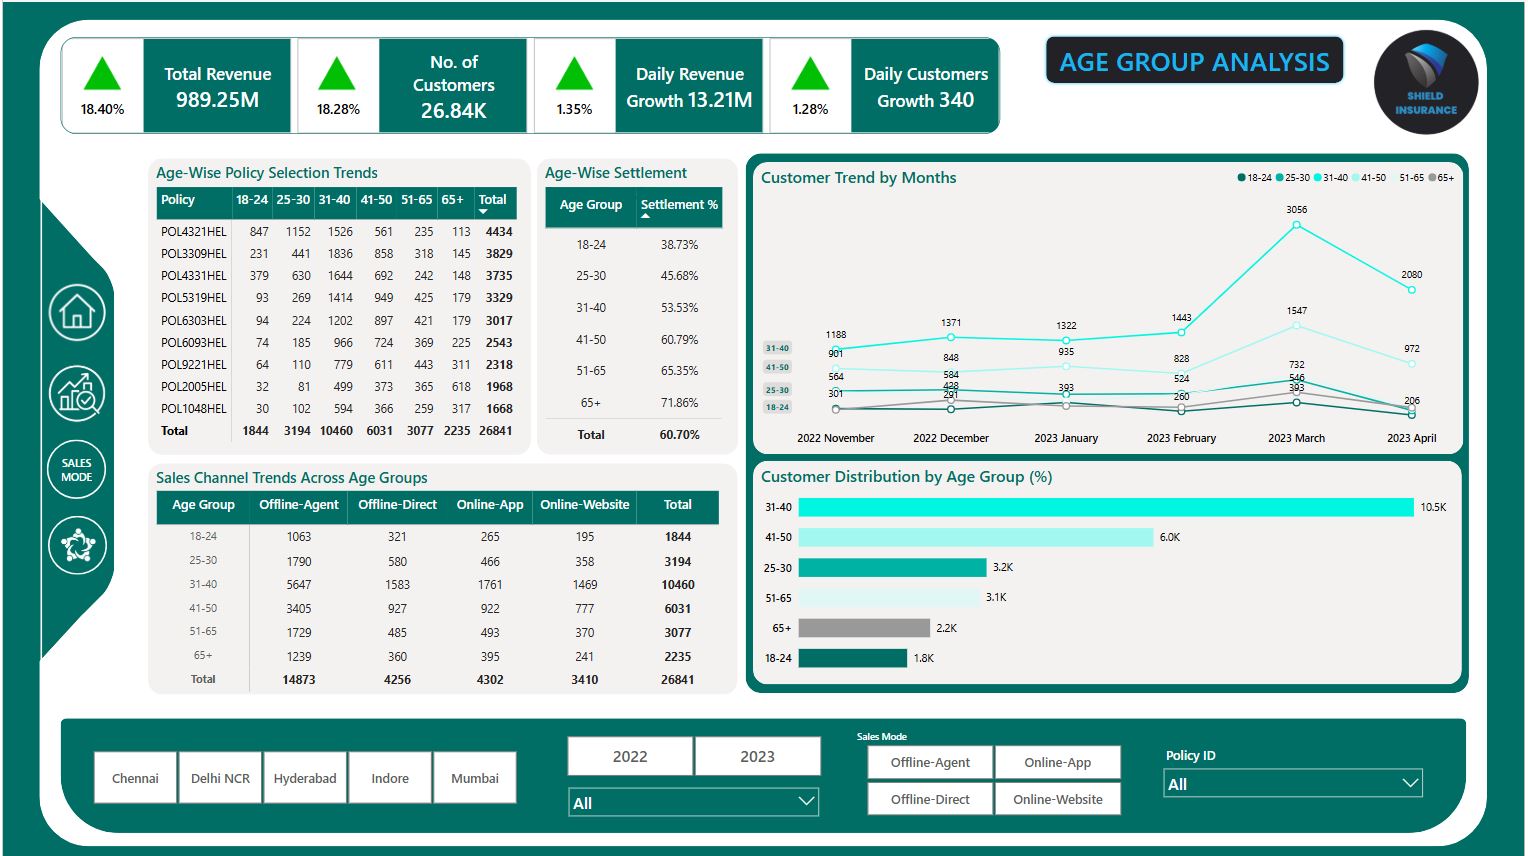 18.40%
Total Revenue
989.25M
18.28%
No. of
Customers
26.84K
1.35%
Daily Revenue
Growth 13.21M
1.28%
Daily Customers
Growth 340
AGE GROUP ANALYSIS
SHIELD
INSURANCE
SALES
MODE
Age-Wise Policy Selection Trends
Policy 18-24 25-30 31-40 41-50 51-65 65+ Total
POL4321HEL 847 1152 1526 561 235 113 4434
POL3309HEL 231 441 1836 858 318 145 3829
POL4331HEL 379 630 1644 692 242 148 3735
POL5319HEL 93 269 1414 949 425 179 3329
POL6303HEL 94 224 1202 897 421 179 3017
POL6093HEL 74 185 966 724 369 225 2543
POL9221HEL 64 110 779 611 443 311 2318
POL2005HEL 32 81 499 373 365 618 1968
POL1048HEL 30 102 594 366 259 317 1668
Total 1844 3194 10460 6031 3077 2235 26841
Age-Wise Settlement
Age Group Settlement %
18-24 38.73%
25-30 45.68%
31-40 53.53%
41-50 60.79%
51-65 65.35%
65+ 71.86%
Total 60.70%
Customer Trend by Months
18-24 25-30 31-40 41-50 51-65 65+
3056
2080
1547
1443
1371
1322
1188
972
935
901
848
828
732
564
584
546
524
428
393
393
301
291
260
206
31-40
41-50
25-30
18-24
2022 November 2022 December 2023 January 2023 February 2023 March 2023 April
Sales Channel Trends Across Age Groups
Age Group Offline-Agent Offline-Direct Online-App Online-Website Total
18-24 1063 321 265 195 1844
25-30 1790 580 466 358 3194
31-40 5647 1583 1761 1469 10460
41-50 3405 927 922 777 6031
51-65 1729 485 493 370 3077
65+ 1239 360 395 241 2235
Total 14873 4256 4302 3410 26841
Customer Distribution by Age Group (%)
31-40 10.5K
41-50 6.0K
25-30 3.2K
51-65 3.1K
65+ 2.2K
18-24 1.8K
Chennai Delhi NCR Hyderabad Indore Mumbai
2022 2023
All
Sales Mode
Offline-Agent Online-App
Offline-Direct Online-Website
Policy ID
All